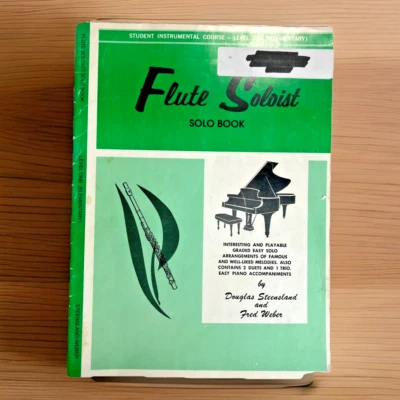 STUDENT INSTRUMENTAL COURSE — LEVEL
Flute Soloist
SOLO BOOK
INTERESTING AND PLAYABLE
GRADED EASY SOLO
ARRANGEMENTS OF FAMOUS
AND WELL-LIKED MELODIES. ALSO
CONTAINS 2 DUETS AND 1 TRIO.
EASY PIANO ACCOMPANIMENTS
by
Douglas Steensland
and
Fred Weber